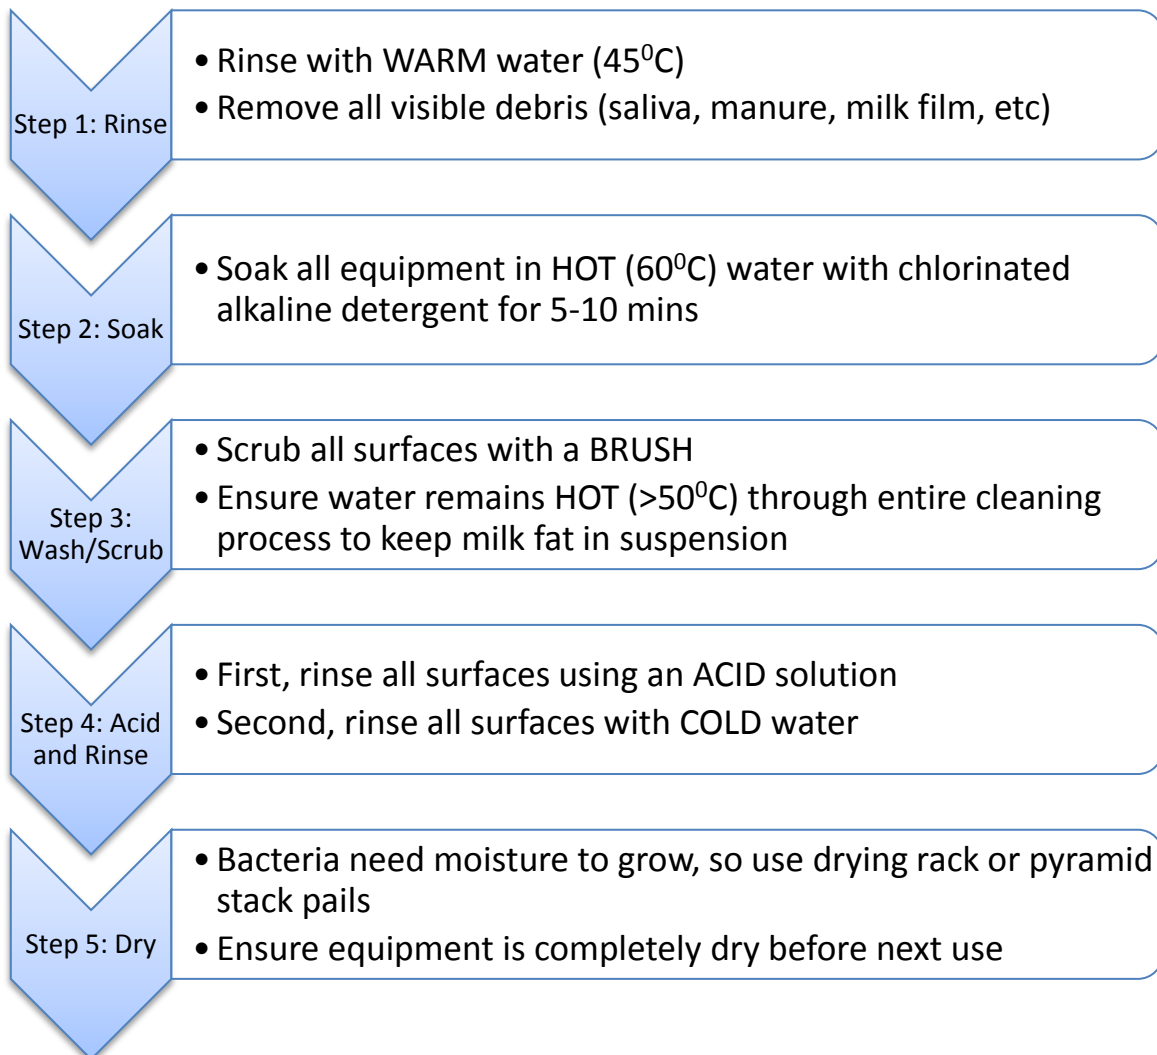 Step 1: Rinse
• Rinse with WARM water (45⁰C)
• Remove all visible debris (saliva, manure, milk film, etc)
Step 2: Soak
• Soak all equipment in HOT (60⁰C) water with chlorinated
alkaline detergent for 5-10 mins
Step 3:
Wash/Scrub
• Scrub all surfaces with a BRUSH
• Ensure water remains HOT (>50⁰C) through entire cleaning
process to keep milk fat in suspension
Step 4: Acid
and Rinse
• First, rinse all surfaces using an ACID solution
• Second, rinse all surfaces with COLD water
Step 5: Dry
• Bacteria need moisture to grow, so use drying rack or pyramid
stack pails
• Ensure equipment is completely dry before next use